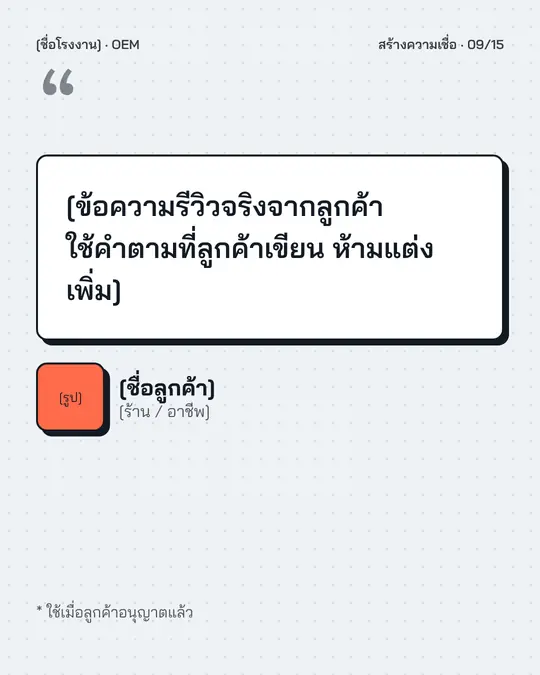 (ชื่อโรงงาน) · OEM
สร้างความเชื่อ · 09/15
“
(ข้อความรีวิวจริงจากลูกค้า
ใช้คำตามที่ลูกค้าเขียน ห้ามแต่ง
เพิ่ม)
(รูป)
(ชื่อลูกค้า)
(ร้าน / อาชีพ)
* ใช้เมื่อลูกค้าอนุญาตแล้ว